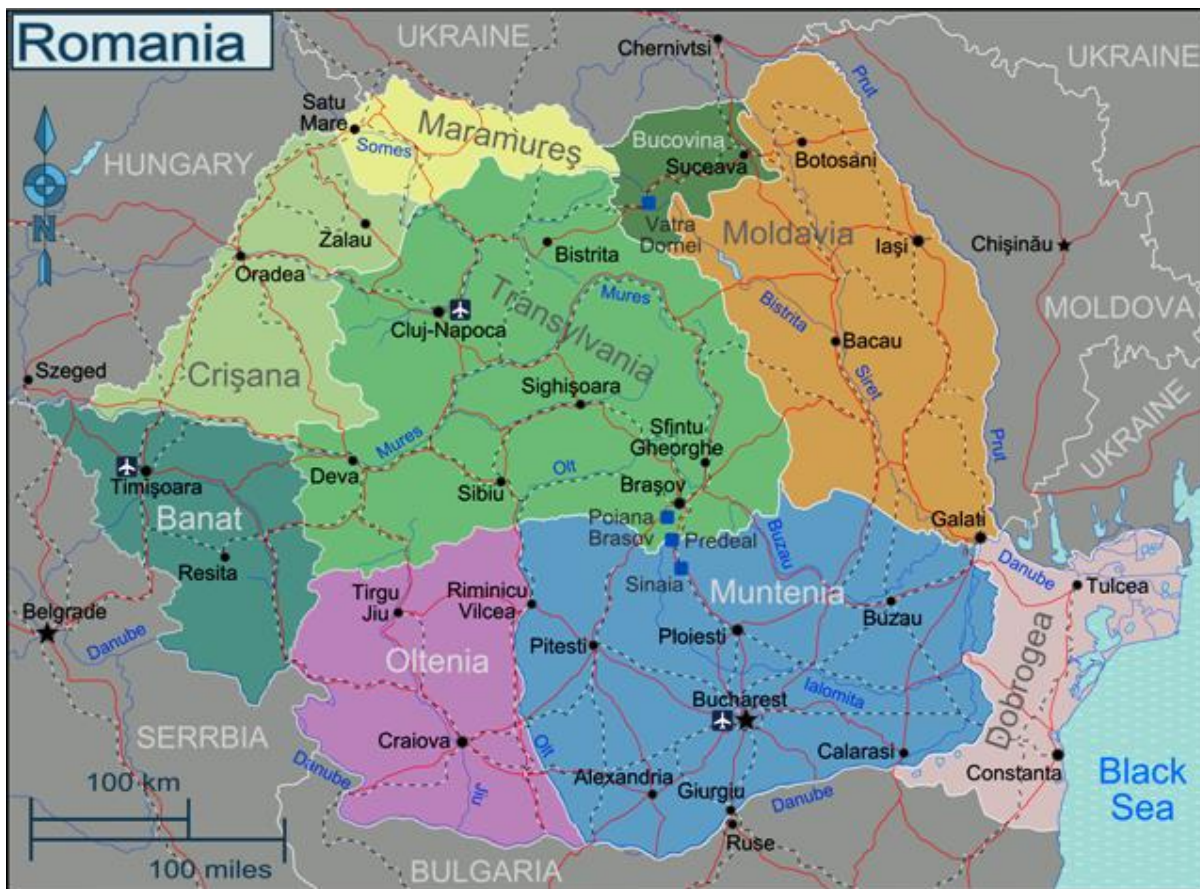 Romania
UKRAINE
Chernivtsi
UKRAINE
Prut
Satu
Mare
Maramureş
Bucovina
Somes
Suceava
Botosani
HUNGARY
N
Zalau
Vatra
Dornei
Moldavia
Iaşi
Chişinău
Oradea
Bistrita
Transylvania
Mures
MOLDOVA
Bistrita
Cluj-Napoca
Bacau
Szeged
Crişana
Sighişoara
Siret
UKRAINE
Sfintu
Gheorghe
Mures
Prut
Timişoara
Deva
Olt
Sibiu
Braşov
Banat
Poiana
Brasov
Predeal
Buzau
Galati
Resita
Sinaia
Danube
Tulcea
Tirgu
Jiu
Riminicu
Vilcea
Muntenia
Buzau
Belgrade
Danube
Oltenia
Pitesti
Ploiesti
Dobrogea
Bucharest
Ialomita
SERRBIA
Craiova
Olt
Calarasi
Constanta
Black
Sea
100 km
Danube
Jiu
Alexandria
Giurgiu
Danube
Ruse
100 miles
BULGARIA